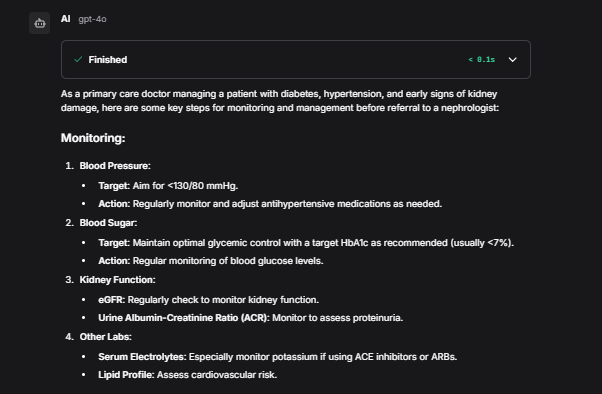 AI gpt-4o
Finished < 0.1s
As a primary care doctor managing a patient with diabetes, hypertension, and early signs of kidney
damage, here are some key steps for monitoring and management before referral to a nephrologist:
Monitoring:
1. Blood Pressure:
• Target: Aim for <130/80 mmHg.
• Action: Regularly monitor and adjust antihypertensive medications as needed.
2. Blood Sugar:
• Target: Maintain optimal glycemic control with a target HbA1c as recommended (usually <7%).
• Action: Regular monitoring of blood glucose levels.
3. Kidney Function:
• eGFR: Regularly check to monitor kidney function.
• Urine Albumin-Creatinine Ratio (ACR): Monitor to assess proteinuria.
4. Other Labs:
• Serum Electrolytes: Especially monitor potassium if using ACE inhibitors or ARBs.
• Lipid Profile: Assess cardiovascular risk.